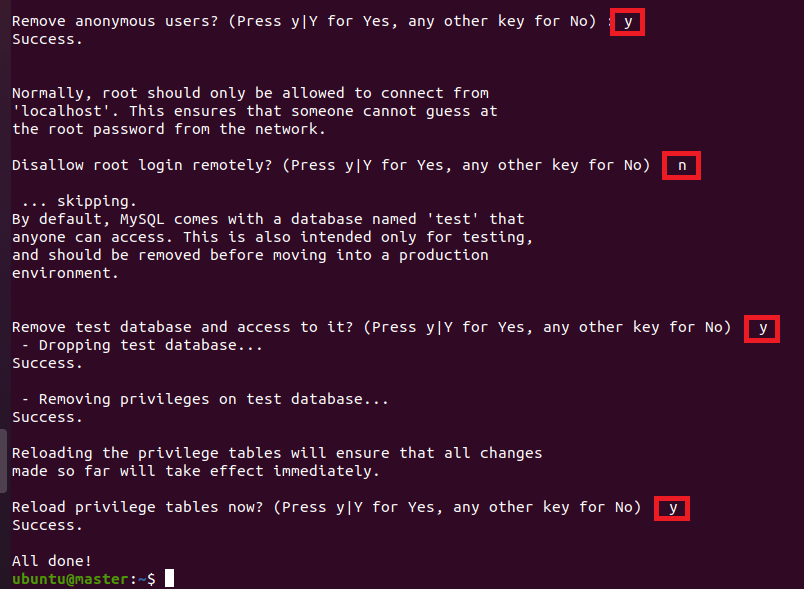 Remove anonymous users? (Press y|Y for Yes, any other key for No) : y
Success.
Normally, root should only be allowed to connect from
'localhost'. This ensures that someone cannot guess at
the root password from the network.
Disallow root login remotely? (Press y|Y for Yes, any other key for No) n
... skipping.
By default, MySQL comes with a database named 'test' that
anyone can access. This is also intended only for testing,
and should be removed before moving into a production
environment.
Remove test database and access to it? (Press y|Y for Yes, any other key for No) y
- Dropping test database...
Success.
- Removing privileges on test database...
Success.
Reloading the privilege tables will ensure that all changes
made so far will take effect immediately.
Reload privilege tables now? (Press y|Y for Yes, any other key for No) y
Success.
All done!
ubuntu@master:~$